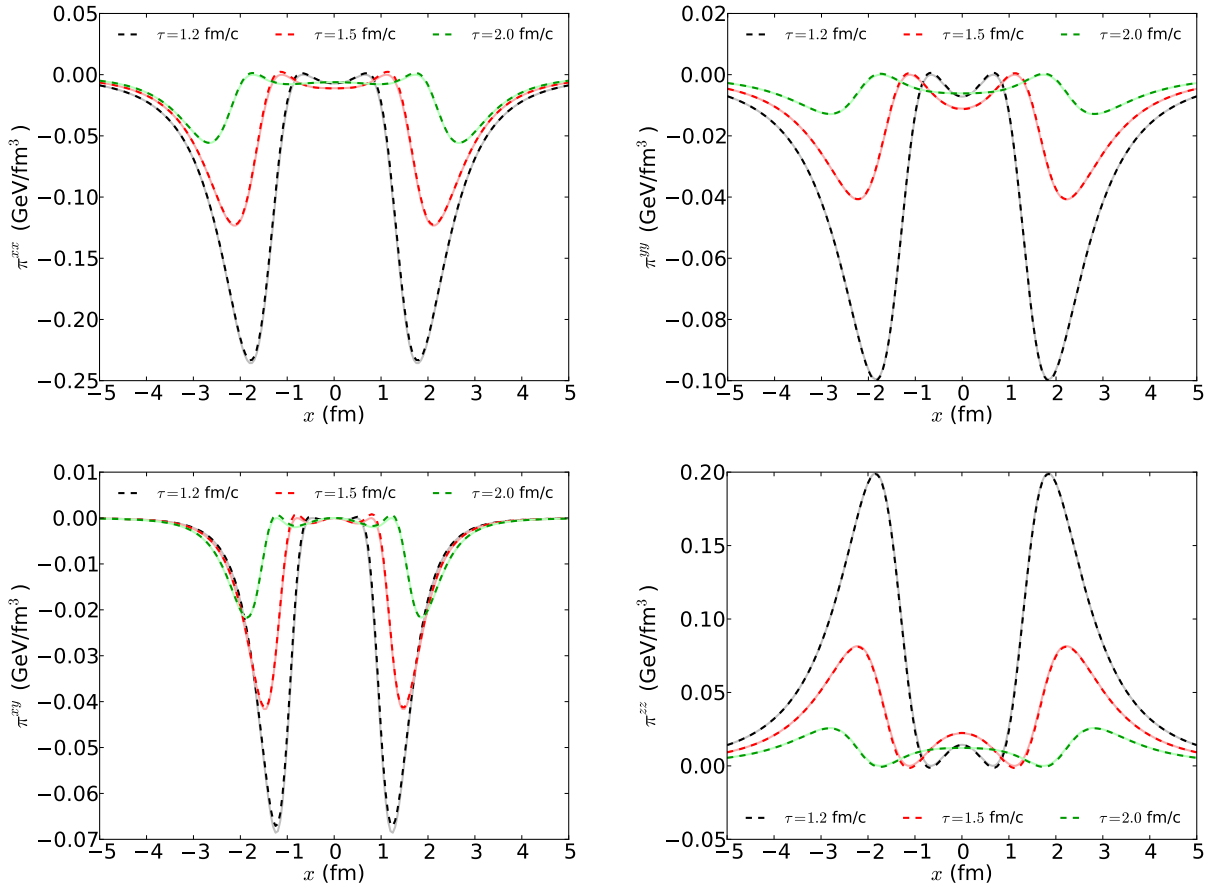 π^{xx} (GeV/fm^3)
0.05
0.00
−0.05
−0.10
−0.15
−0.20
−0.25
τ=1.2 fm/c τ=1.5 fm/c τ=2.0 fm/c
−5 −4 −3 −2 −1 0 1 2 3 4 5
x (fm)
π^{yy} (GeV/fm^3)
0.02
0.00
−0.02
−0.04
−0.06
−0.08
−0.10
τ=1.2 fm/c τ=1.5 fm/c τ=2.0 fm/c
−5 −4 −3 −2 −1 0 1 2 3 4 5
x (fm)
π^{xy} (GeV/fm^3)
0.01
0.00
−0.01
−0.02
−0.03
−0.04
−0.05
−0.06
−0.07
τ=1.2 fm/c τ=1.5 fm/c τ=2.0 fm/c
−5 −4 −3 −2 −1 0 1 2 3 4 5
x (fm)
π^{zz} (GeV/fm^3)
0.20
0.15
0.10
0.05
0.00
−0.05
τ=1.2 fm/c τ=1.5 fm/c τ=2.0 fm/c
−5 −4 −3 −2 −1 0 1 2 3 4 5
x (fm)